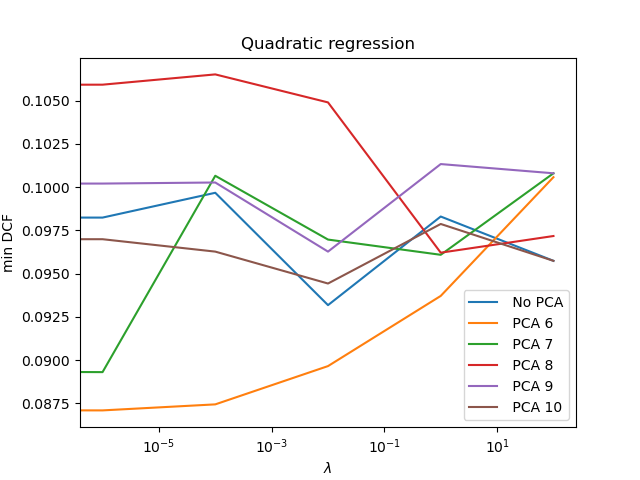 Quadratic regression
0.1050
0.1025
0.1000
0.0975
0.0950
0.0925
0.0900
0.0875
min DCF
10⁻⁵
10⁻³
10⁻¹
10¹
λ
No PCA
PCA 6
PCA 7
PCA 8
PCA 9
PCA 10